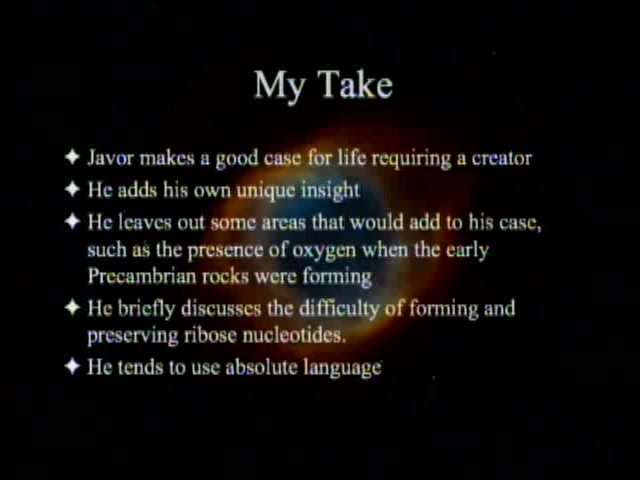 My Take
Javor makes a good case for life requiring a creator
He adds his own unique insight
He leaves out some areas that would add to his case,
such as the presence of oxygen when the early
Precambrian rocks were forming
He briefly discusses the difficulty of forming and
preserving ribose nucleotides.
He tends to use absolute language